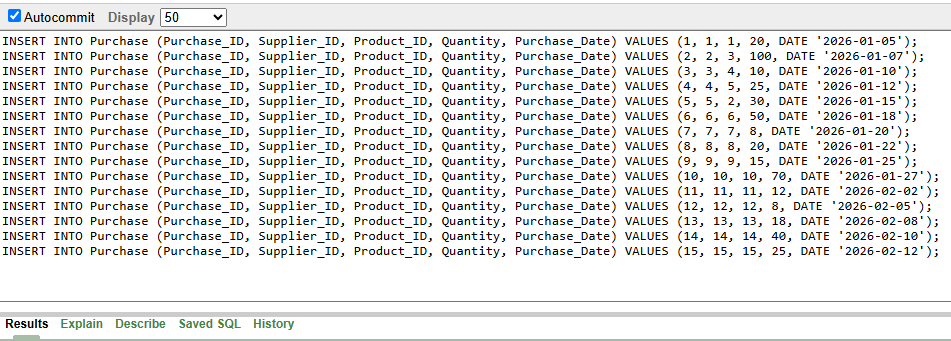 Autocommit Display 50
INSERT INTO Purchase (Purchase_ID, Supplier_ID, Product_ID, Quantity, Purchase_Date) VALUES (1, 1, 1, 20, DATE '2026-01-05');
INSERT INTO Purchase (Purchase_ID, Supplier_ID, Product_ID, Quantity, Purchase_Date) VALUES (2, 2, 3, 100, DATE '2026-01-07');
INSERT INTO Purchase (Purchase_ID, Supplier_ID, Product_ID, Quantity, Purchase_Date) VALUES (3, 3, 4, 10, DATE '2026-01-10');
INSERT INTO Purchase (Purchase_ID, Supplier_ID, Product_ID, Quantity, Purchase_Date) VALUES (4, 4, 5, 25, DATE '2026-01-12');
INSERT INTO Purchase (Purchase_ID, Supplier_ID, Product_ID, Quantity, Purchase_Date) VALUES (5, 5, 2, 30, DATE '2026-01-15');
INSERT INTO Purchase (Purchase_ID, Supplier_ID, Product_ID, Quantity, Purchase_Date) VALUES (6, 6, 6, 50, DATE '2026-01-18');
INSERT INTO Purchase (Purchase_ID, Supplier_ID, Product_ID, Quantity, Purchase_Date) VALUES (7, 7, 7, 8, DATE '2026-01-20');
INSERT INTO Purchase (Purchase_ID, Supplier_ID, Product_ID, Quantity, Purchase_Date) VALUES (8, 8, 8, 20, DATE '2026-01-22');
INSERT INTO Purchase (Purchase_ID, Supplier_ID, Product_ID, Quantity, Purchase_Date) VALUES (9, 9, 9, 15, DATE '2026-01-25');
INSERT INTO Purchase (Purchase_ID, Supplier_ID, Product_ID, Quantity, Purchase_Date) VALUES (10, 10, 10, 70, DATE '2026-01-27');
INSERT INTO Purchase (Purchase_ID, Supplier_ID, Product_ID, Quantity, Purchase_Date) VALUES (11, 11, 11, 12, DATE '2026-02-02');
INSERT INTO Purchase (Purchase_ID, Supplier_ID, Product_ID, Quantity, Purchase_Date) VALUES (12, 12, 12, 8, DATE '2026-02-05');
INSERT INTO Purchase (Purchase_ID, Supplier_ID, Product_ID, Quantity, Purchase_Date) VALUES (13, 13, 13, 18, DATE '2026-02-08');
INSERT INTO Purchase (Purchase_ID, Supplier_ID, Product_ID, Quantity, Purchase_Date) VALUES (14, 14, 14, 40, DATE '2026-02-10');
INSERT INTO Purchase (Purchase_ID, Supplier_ID, Product_ID, Quantity, Purchase_Date) VALUES (15, 15, 15, 25, DATE '2026-02-12');
Results Explain Describe Saved SQL History